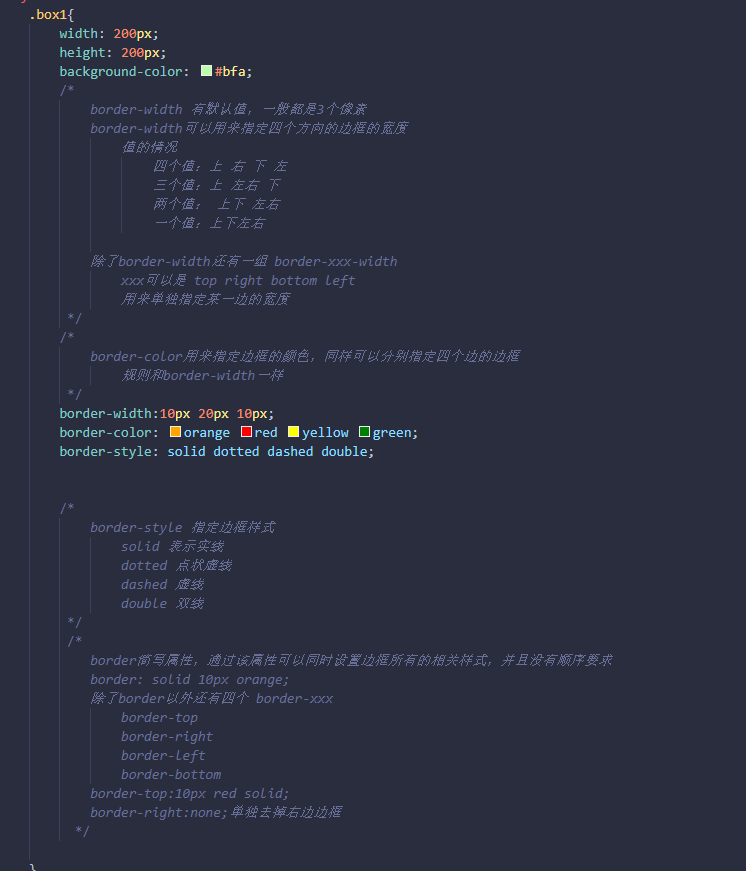 .box1{
width: 200px;
height: 200px;
background-color: #bfa;
/*
border-width 有默认值，一般都是3个像素
border-width可以用来指定四个方向的边框的宽度
值的情况
四个值：上 右 下 左
三个值：上 左右 下
两个值： 上下 左右
一个值：上下左右
除了border-width还有一组 border-xxx-width
xxx可以是 top right bottom left
用来单独指定某一边的宽度
*/
/*
border-color用来指定边框的颜色，同样可以分别指定四个边的边框
规则和border-width一样
*/
border-width:10px 20px 10px;
border-color: orange red yellow green;
border-style: solid dotted dashed double;
/*
border-style 指定边框样式
solid 表示实线
dotted 点状虚线
dashed 虚线
double 双线
*/
/*
border简写属性，通过该属性可以同时设置边框所有的相关样式，并且没有顺序要求
border: solid 10px orange;
除了border以外还有四个 border-xxx
border-top
border-right
border-left
border-bottom
border-top:10px red solid;
border-right:none;单独去掉右边边框
*/
}